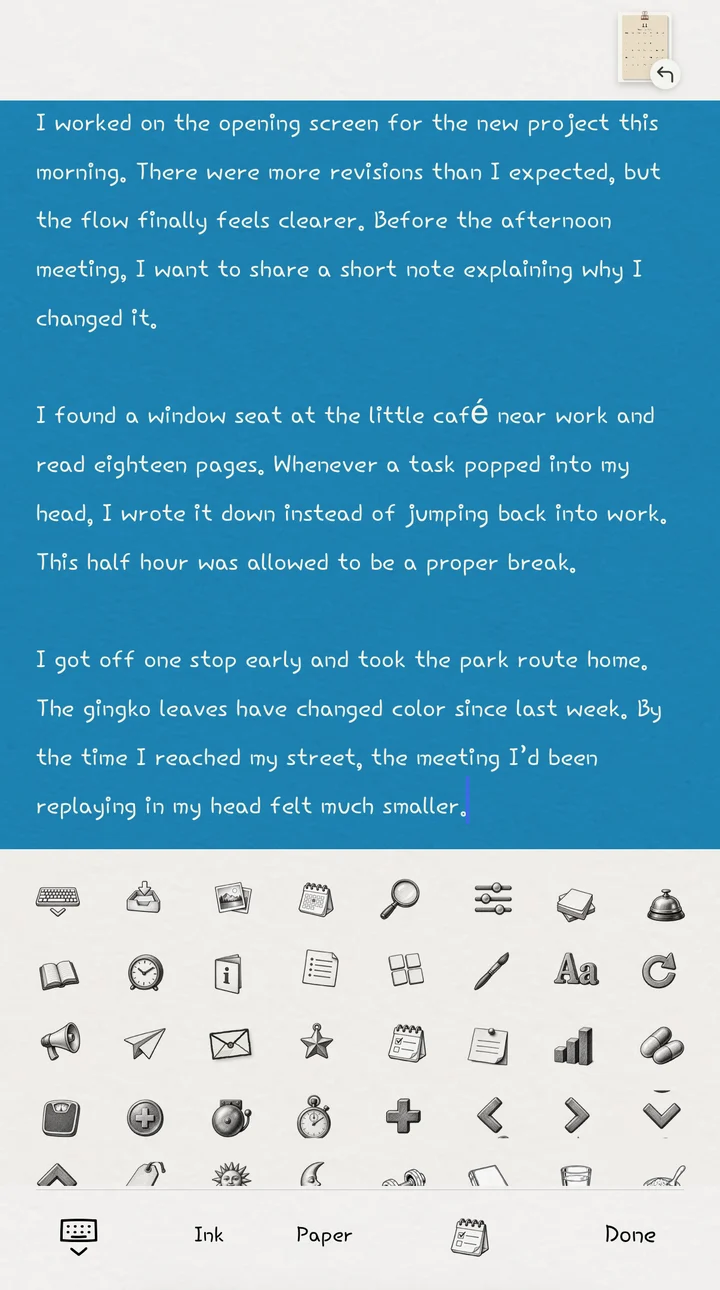 I worked on the opening screen for the new project this
morning. There were more revisions than I expected, but
the flow finally feels clearer. Before the afternoon
meeting, I want to share a short note explaining why I
changed it.
I found a window seat at the little café near work and
read eighteen pages. Whenever a task popped into my
head, I wrote it down instead of jumping back into work.
This half hour was allowed to be a proper break.
I got off one stop early and took the park route home.
The gingko leaves have changed color since last week. By
the time I reached my street, the meeting I’d been
replaying in my head felt much smaller.
Aa
Ink Paper Done